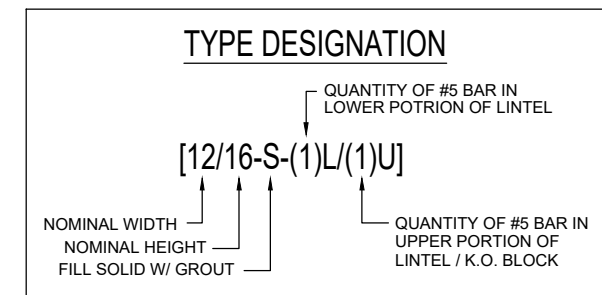 TYPE DESIGNATION
QUANTITY OF #5 BAR IN
LOWER POTRION OF LINTEL
[12/16-S-(1)L/(1)U]
NOMINAL WIDTH
NOMINAL HEIGHT
FILL SOLID W/ GROUT
QUANTITY OF #5 BAR IN
UPPER PORTION OF
LINTEL / K.O. BLOCK